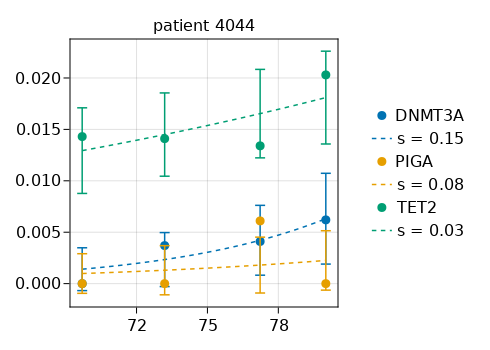 patient 4044
0.020
0.015
0.010
0.005
0.000
72 75 78
DNMT3A
s = 0.15
PIGA
s = 0.08
TET2
s = 0.03